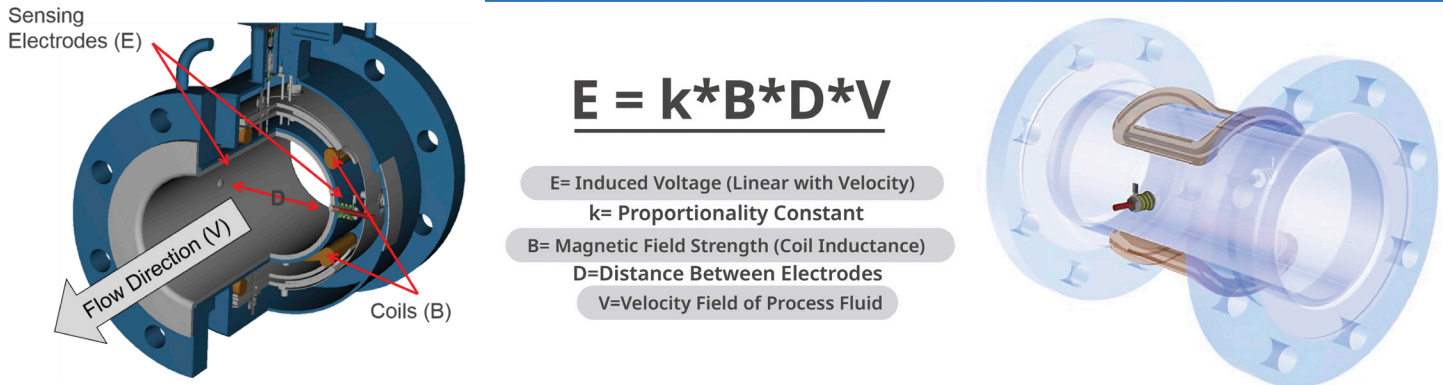 Sensing
Electrodes (E)
D
Flow Direction (V)
Coils (B)
E = k*B*D*V
E= Induced Voltage (Linear with Velocity)
k= Proportionality Constant
B= Magnetic Field Strength (Coil Inductance)
D=Distance Between Electrodes
V=Velocity Field of Process Fluid